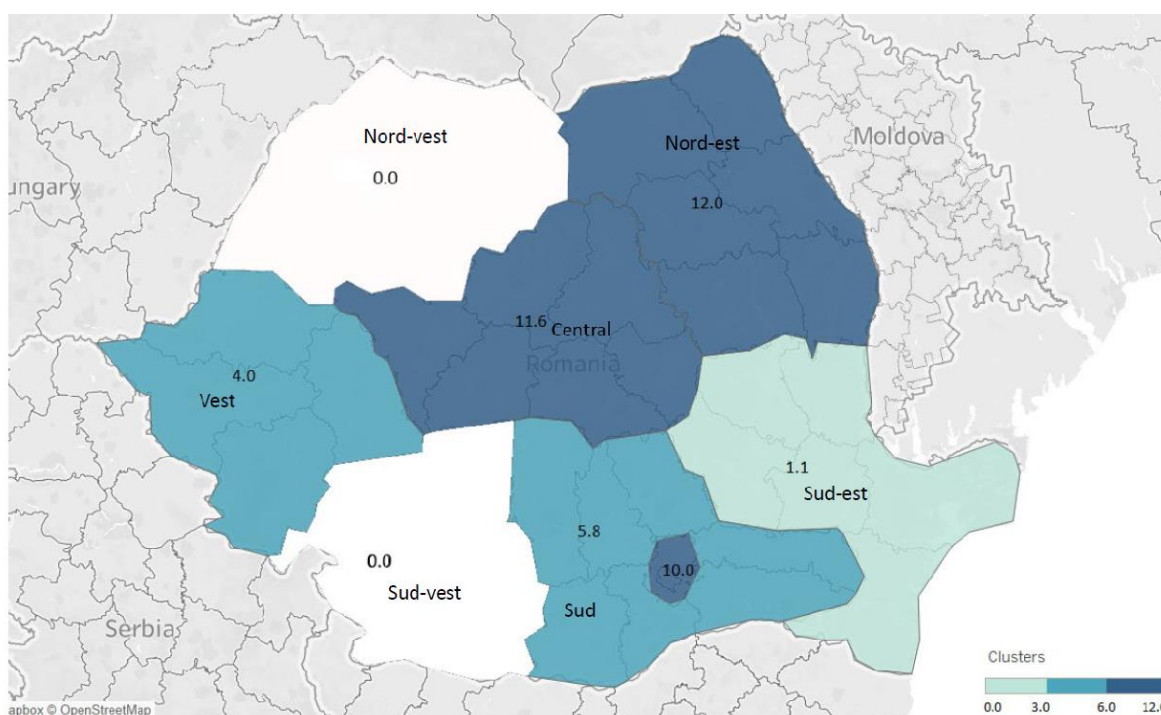 Nord-vest
0.0
Nord-est
12.0
Moldova
ungary
11.6
Central
Romania
4.0
Vest
1.1
Sud-est
5.8
0.0
Sud-vest
10.0
Sud
Serbia
Clusters
0.0 3.0 6.0 12.0
apbox © OpenStreetMap